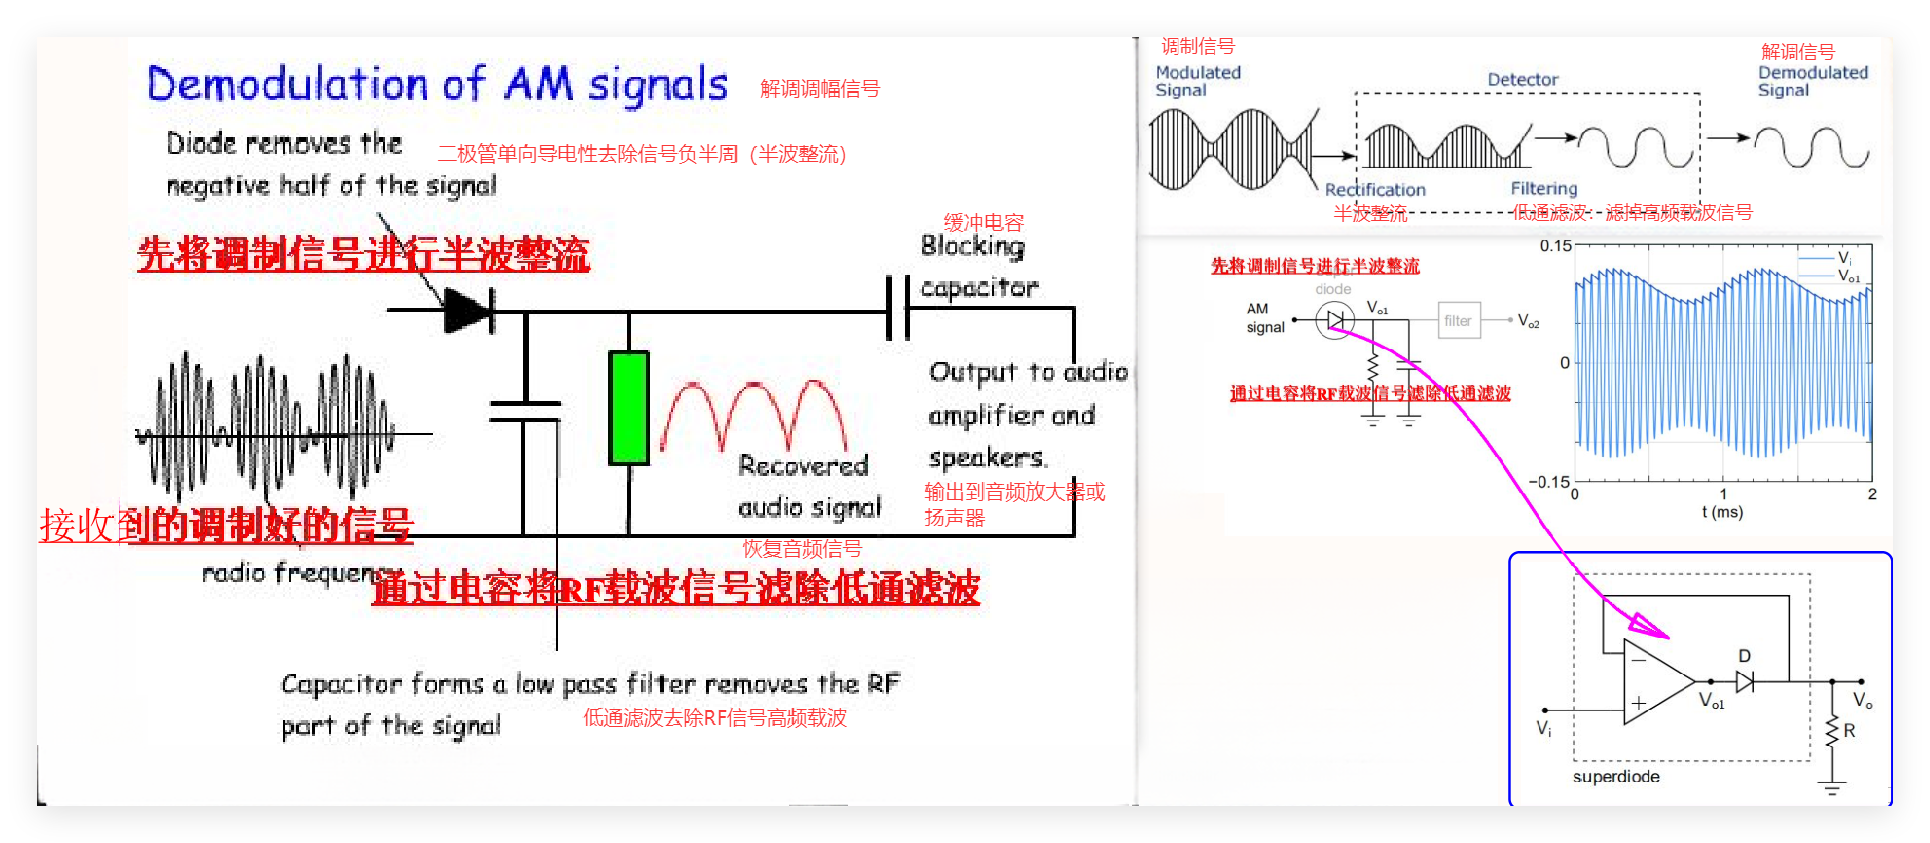 Demodulation of AM signals
解调调幅信号
Diode removes the
negative half of the signal
二极管单向导电性去除信号负半周（半波整流）
先将调制信号进行半波整流
缓冲电容
Blocking
capacitor
Output to audio
amplifier and
speakers.
输出到音频放大器或
扬声器
Recovered
audio signal
恢复音频信号
接收到的调制好的信号
radio frequency
通过电容将RF载波信号滤除低通滤波
Capacitor forms a low pass filter removes the RF
part of the signal
低通滤波去除RF信号高频载波
调制信号
Modulated
Signal
Detector
解调信号
Demodulated
Signal
Rectification
半波整流
Filtering
低通滤波：滤掉高频载波信号
先将调制信号进行半波整流
diode
AM
signal
Vo1
filter
Vo2
通过电容将RF载波信号滤除低通滤波
0.15
0
−0.15
Vi
Vo1
0
1
2
t (ms)
D
−
+
Vo1
Vo
Vi
R
superdiode